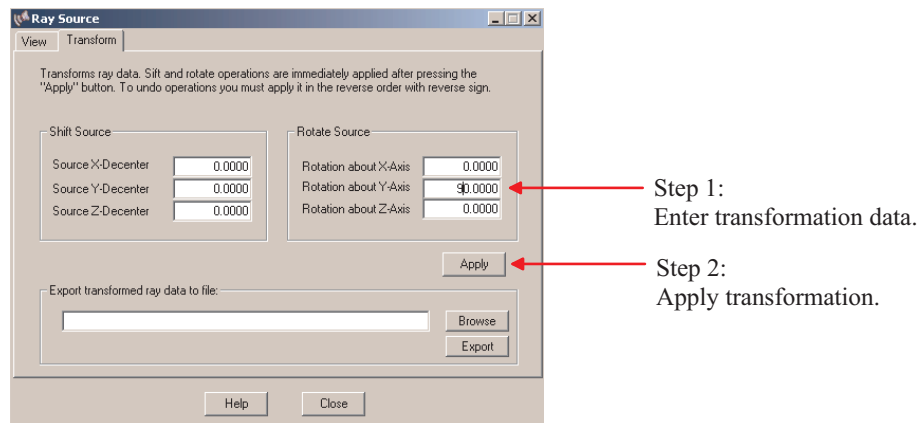 Ray Source
View Transform
Transforms ray data. Sift and rotate operations are immediately applied after pressing the
"Apply" button. To undo operations you must apply it in the reverse order with reverse sign.
Shift Source
Source X-Decenter 0.0000
Source Y-Decenter 0.0000
Source Z-Decenter 0.0000
Rotate Source
Rotation about X-Axis 0.0000
Rotation about Y-Axis 90.0000
Rotation about Z-Axis 0.0000
Step 1:
Enter transformation data.
Apply
Step 2:
Apply transformation.
Export transformed ray data to file:
Browse
Export
Help Close